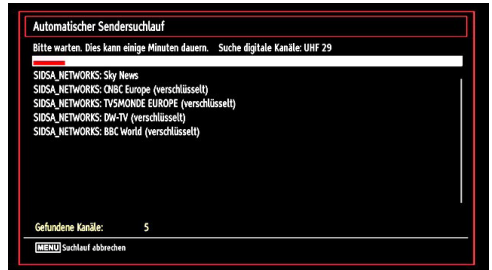 Automatischer Sendersuchlauf
Bitte warten. Dies kann einige Minuten dauern. Suche digitale Kanäle: UHF 29
SIDSA_NETWORKS: Sky News
SIDSA_NETWORKS: CNBC Europe (verschlüsselt)
SIDSA_NETWORKS: TV5MONDE EUROPE (verschlüsselt)
SIDSA_NETWORKS: DW-TV (verschlüsselt)
SIDSA_NETWORKS: BBC World (verschlüsselt)
Gefundene Kanäle: 5
MENU Suchlauf abbrechen